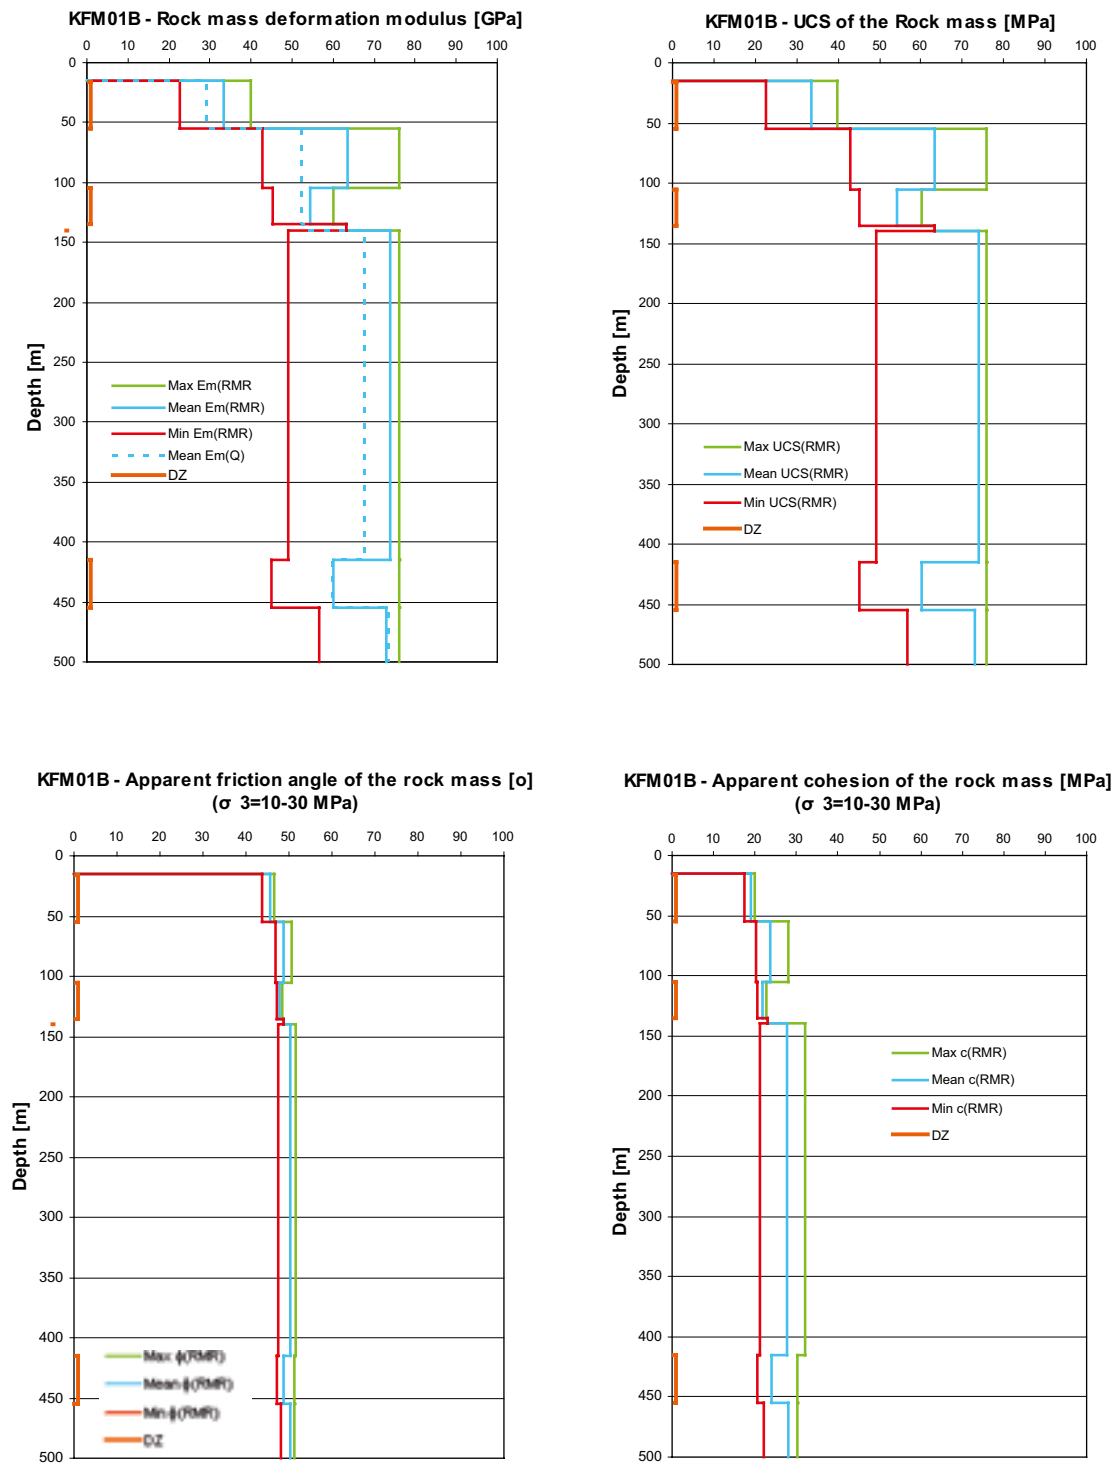 KFM01B - Rock mass deformation modulus [GPa]
0 10 20 30 40 50 60 70 80 90 100
0
50
100
150
200
250
300
350
400
450
500
Depth [m]
Max Em(RMR
Mean Em(RMR)
Min Em(RMR)
Mean Em(Q)
DZ
KFM01B - UCS of the Rock mass [MPa]
0 10 20 30 40 50 60 70 80 90 100
0
50
100
150
200
250
300
350
400
450
500
Depth [m]
Max UCS(RMR)
Mean UCS(RMR)
Min UCS(RMR)
DZ
KFM01B - Apparent friction angle of the rock mass [o]
(σ 3=10-30 MPa)
0 10 20 30 40 50 60 70 80 90 100
0
50
100
150
200
250
300
350
400
450
500
Depth [m]
Max ϕ(RMR)
Mean ϕ(RMR)
Min ϕ(RMR)
DZ
KFM01B - Apparent cohesion of the rock mass [MPa]
(σ 3=10-30 MPa)
0 10 20 30 40 50 60 70 80 90 100
0
50
100
150
200
250
300
350
400
450
500
Depth [m]
Max c(RMR)
Mean c(RMR)
Min c(RMR)
DZ